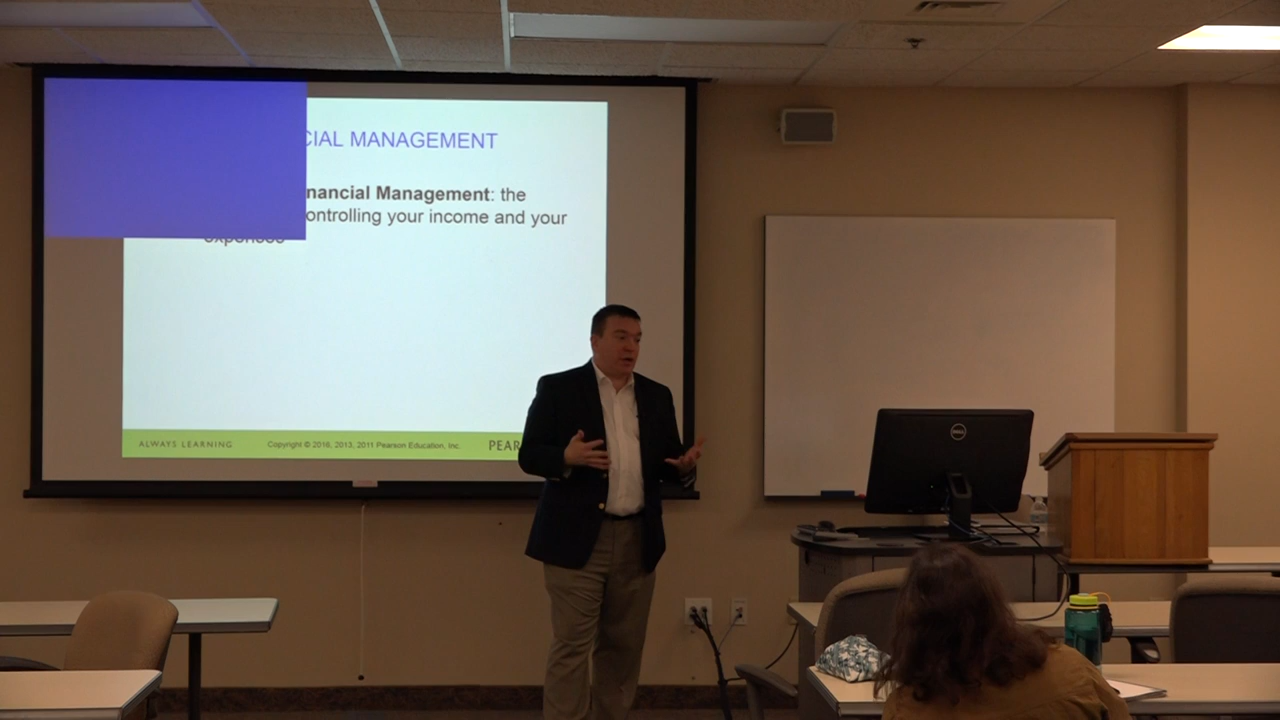 CIAL MANAGEMENT
nancial Management: the
ontrolling your income and your
expenses
ALWAYS LEARNING
Copyright © 2016, 2013, 2011 Pearson Education, Inc.
PEAR
DELL